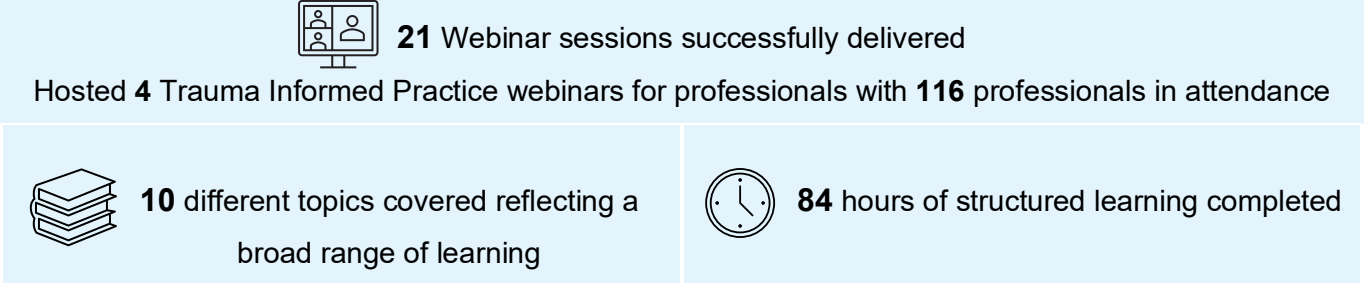 21 Webinar sessions successfully delivered
Hosted 4 Trauma Informed Practice webinars for professionals with 116 professionals in attendance
10 different topics covered reflecting a
broad range of learning
84 hours of structured learning completed